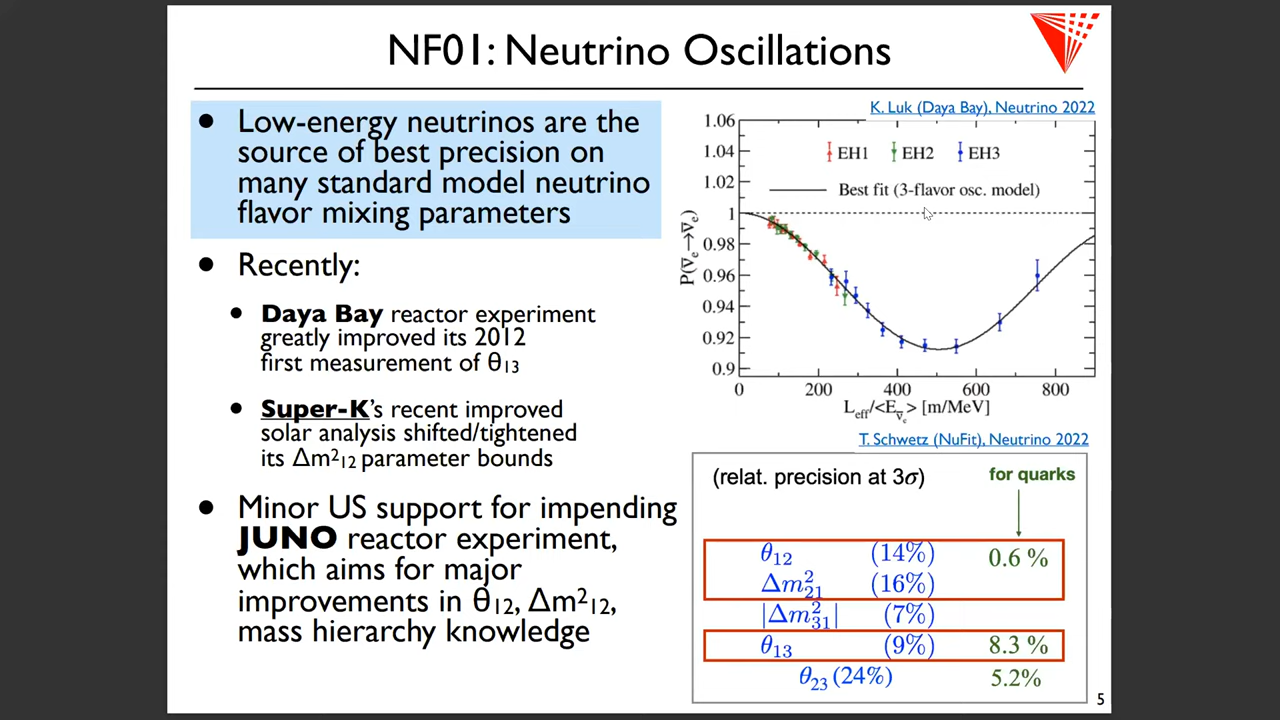 NF01: Neutrino Oscillations
• Low-energy neutrinos are the
source of best precision on
many standard model neutrino
flavor mixing parameters
• Recently:
• Daya Bay reactor experiment
greatly improved its 2012
first measurement of θ13
• Super-K's recent improved
solar analysis shifted/tightened
its Δm²12 parameter bounds
• Minor US support for impending
JUNO reactor experiment,
which aims for major
improvements in θ12, Δm²12,
mass hierarchy knowledge
K. Luk (Daya Bay), Neutrino 2022
1.06
1.04
1.02
1
0.98
0.96
0.94
0.92
0.9
P(ν̄e→ν̄e)
EH1 EH2 EH3
Best fit (3-flavor osc. model)
0 200 400 600 800
Leff/<Eν̄e> [m/MeV]
T. Schwetz (NuFit), Neutrino 2022
(relat. precision at 3σ) for quarks
θ12 (14%) 0.6 %
Δm²21 (16%)
|Δm²31| (7%)
θ13 (9%) 8.3 %
θ23 (24%) 5.2%
5